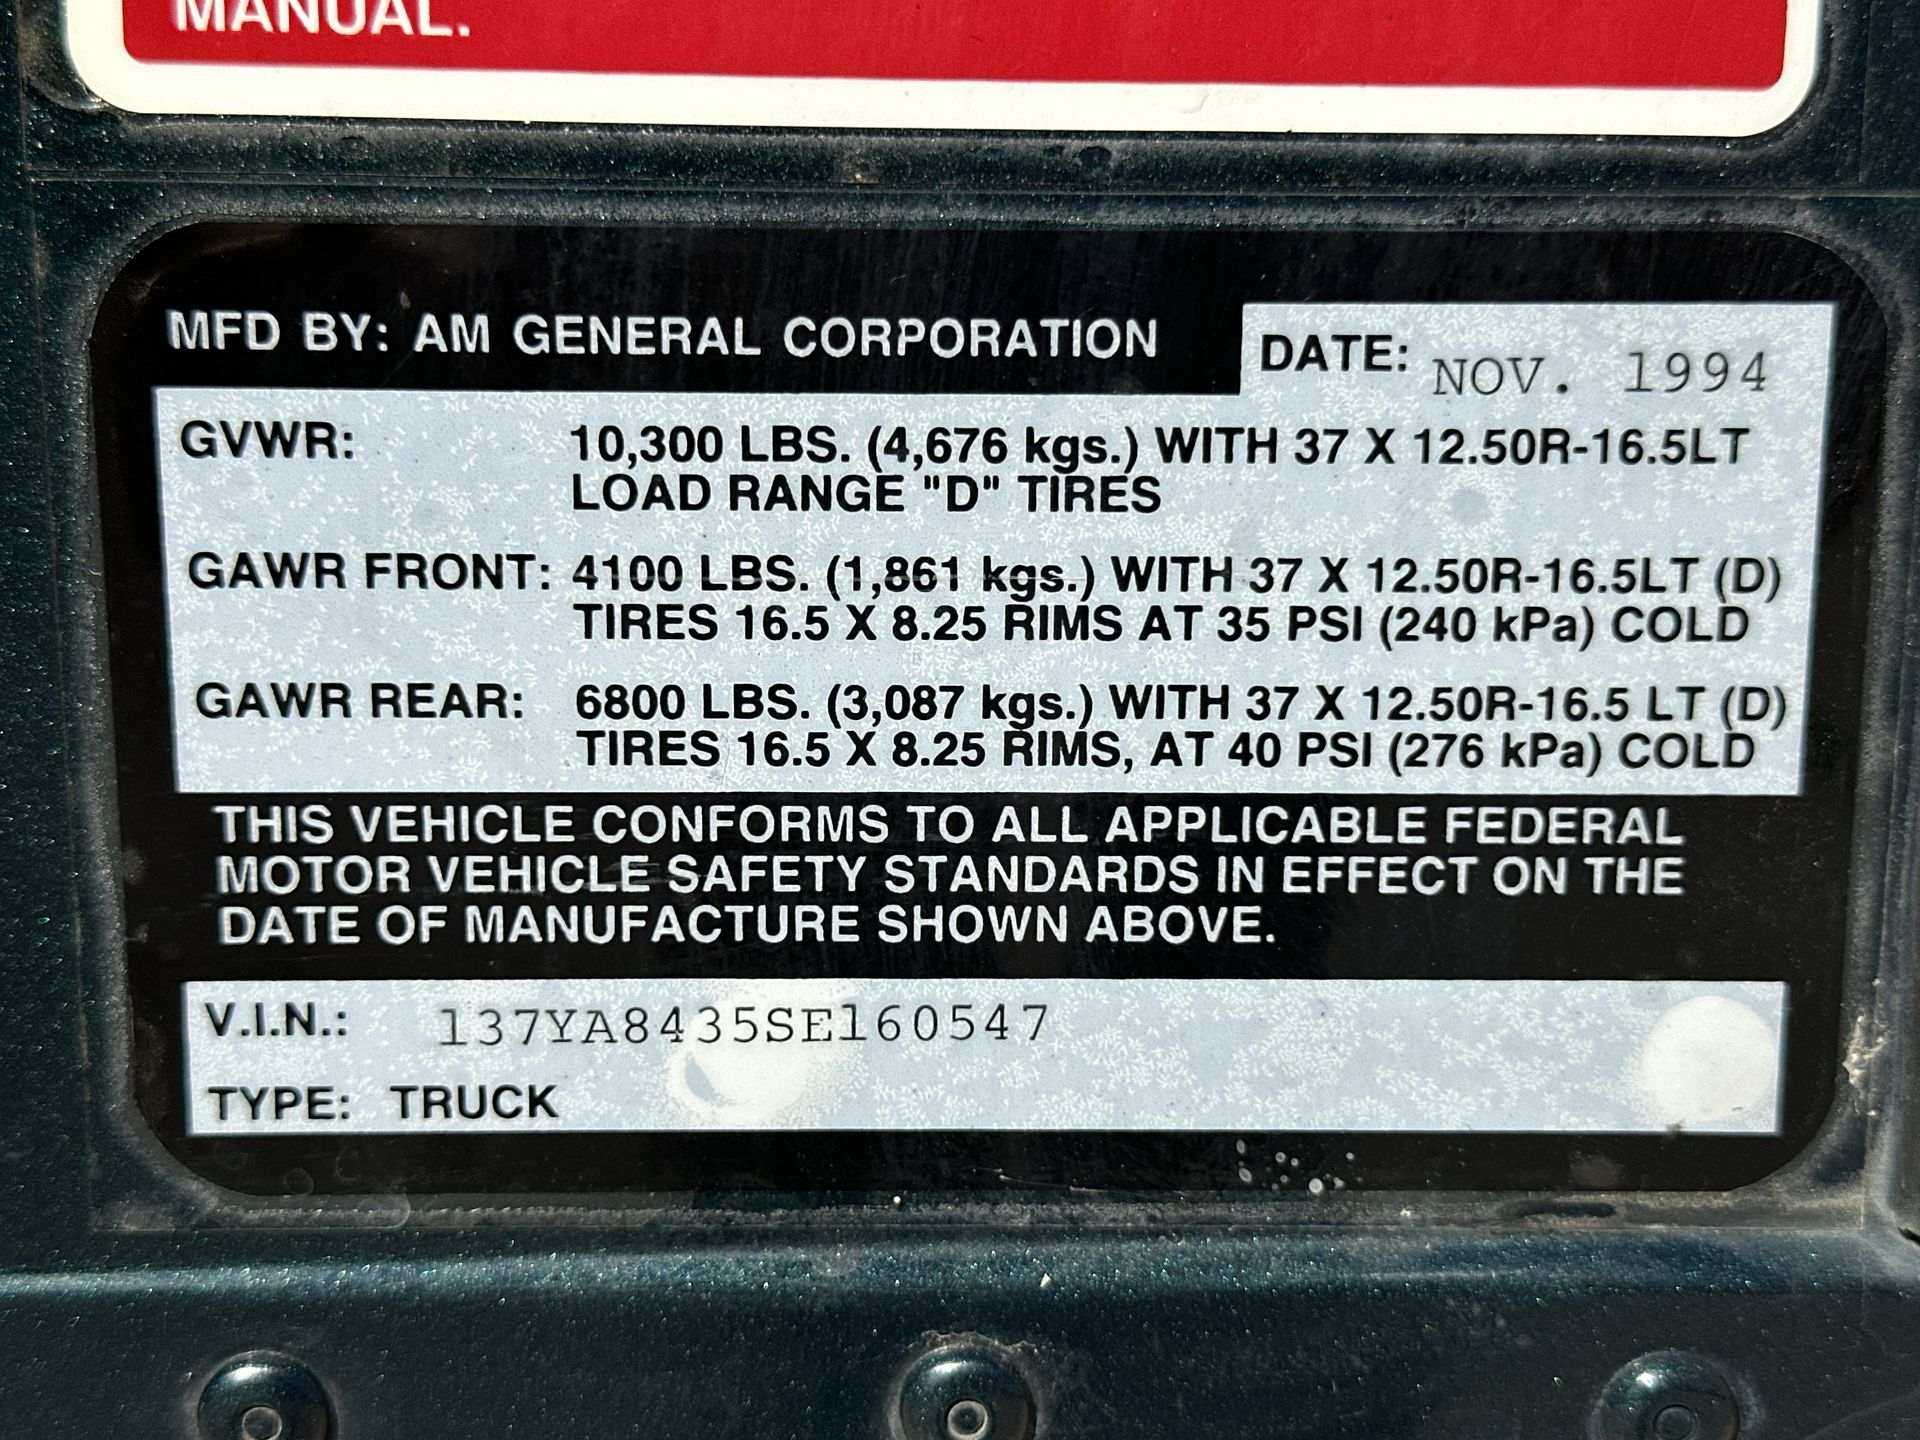 MANUAL.
MFD BY: AM GENERAL CORPORATION
DATE: NOV. 1994
GVWR: 10,300 LBS. (4,676 kgs.) WITH 37 X 12.50R-16.5LT
LOAD RANGE "D" TIRES
GAWR FRONT: 4100 LBS. (1,861 kgs.) WITH 37 X 12.50R-16.5LT (D)
TIRES 16.5 X 8.25 RIMS AT 35 PSI (240 kPa) COLD
GAWR REAR: 6800 LBS. (3,087 kgs.) WITH 37 X 12.50R-16.5 LT (D)
TIRES 16.5 X 8.25 RIMS, AT 40 PSI (276 kPa) COLD
THIS VEHICLE CONFORMS TO ALL APPLICABLE FEDERAL
MOTOR VEHICLE SAFETY STANDARDS IN EFFECT ON THE
DATE OF MANUFACTURE SHOWN ABOVE.
V.I.N.: 137YA8435SE160547
TYPE: TRUCK